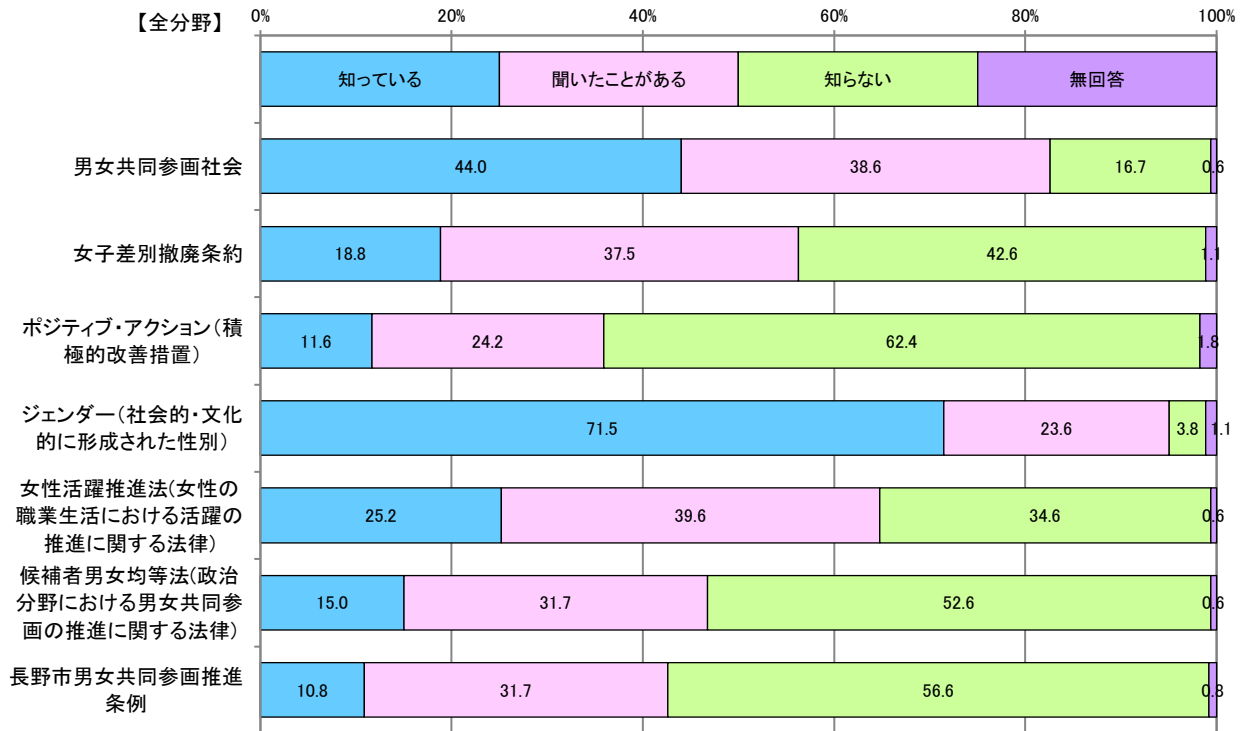 【全分野】
0% 20% 40% 60% 80% 100%
知っている 聞いたことがある 知らない 無回答
男女共同参画社会
44.0 38.6 16.7 0.6
女子差別撤廃条約
18.8 37.5 42.6 1.1
ポジティブ・アクション（積
極的改善措置）
11.6 24.2 62.4 1.8
ジェンダー（社会的・文化
的に形成された性別）
71.5 23.6 3.8 1.1
女性活躍推進法(女性の
職業生活における活躍の
推進に関する法律）
25.2 39.6 34.6 0.6
候補者男女均等法(政治
分野における男女共同参
画の推進に関する法律）
15.0 31.7 52.6 0.6
長野市男女共同参画推進
条例
10.8 31.7 56.6 0.8